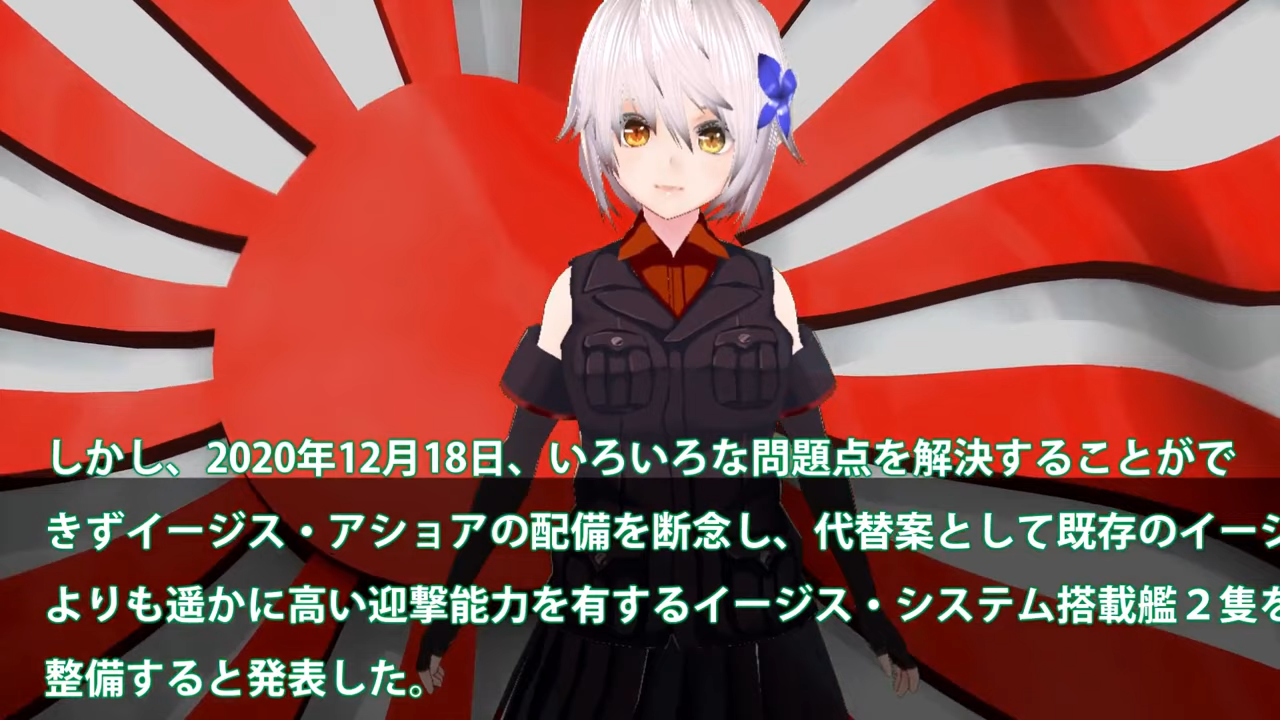 しかし、2020年12月18日、いろいろな問題点を解決することがで
きずイージス・アショアの配備を断念し、代替案として既存のイージ
よりも遥かに高い迎撃能力を有するイージス・システム搭載艦２隻を
整備すると発表した。